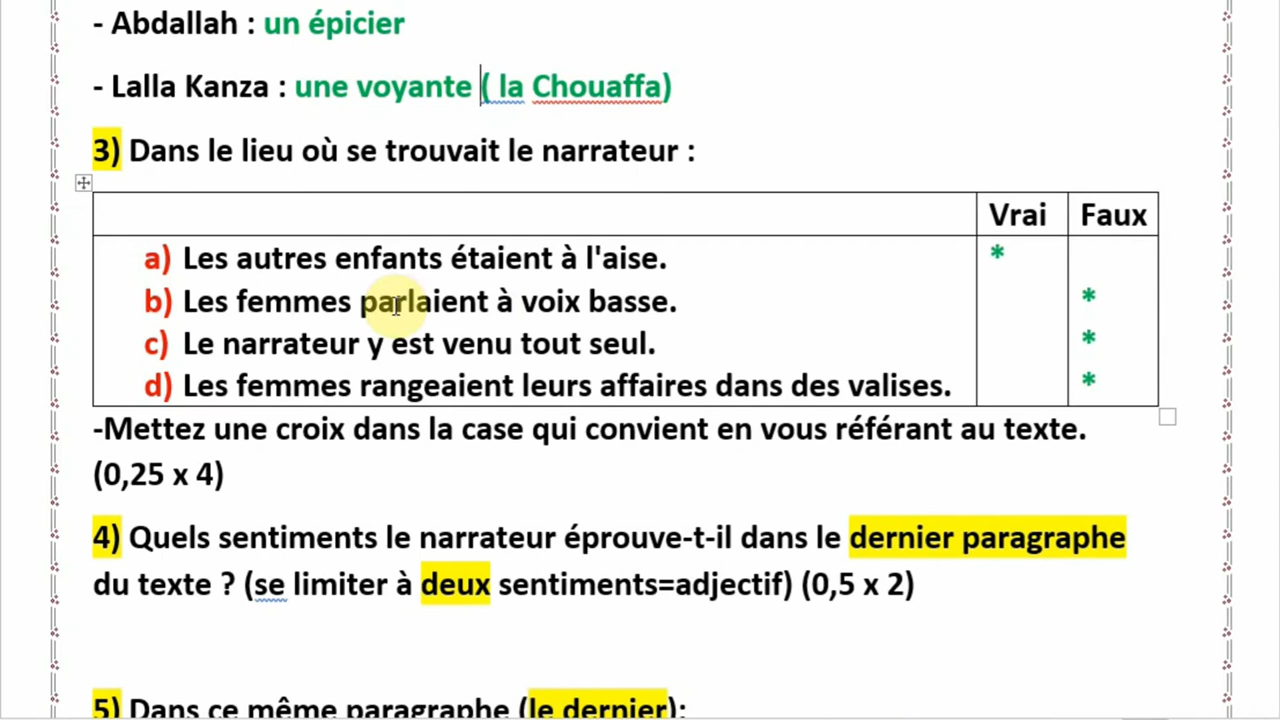 - Abdallah : un épicier
- Lalla Kanza : une voyante ( la Chouaffa)
3) Dans le lieu où se trouvait le narrateur :
Vrai Faux
a) Les autres enfants étaient à l'aise. *
b) Les femmes parlaient à voix basse. *
c) Le narrateur y est venu tout seul. *
d) Les femmes rangeaient leurs affaires dans des valises. *
-Mettez une croix dans la case qui convient en vous référant au texte.
(0,25 x 4)
4) Quels sentiments le narrateur éprouve-t-il dans le dernier paragraphe
du texte ? (se limiter à deux sentiments=adjectif) (0,5 x 2)
5) Dans ce même paragraphe (le dernier):